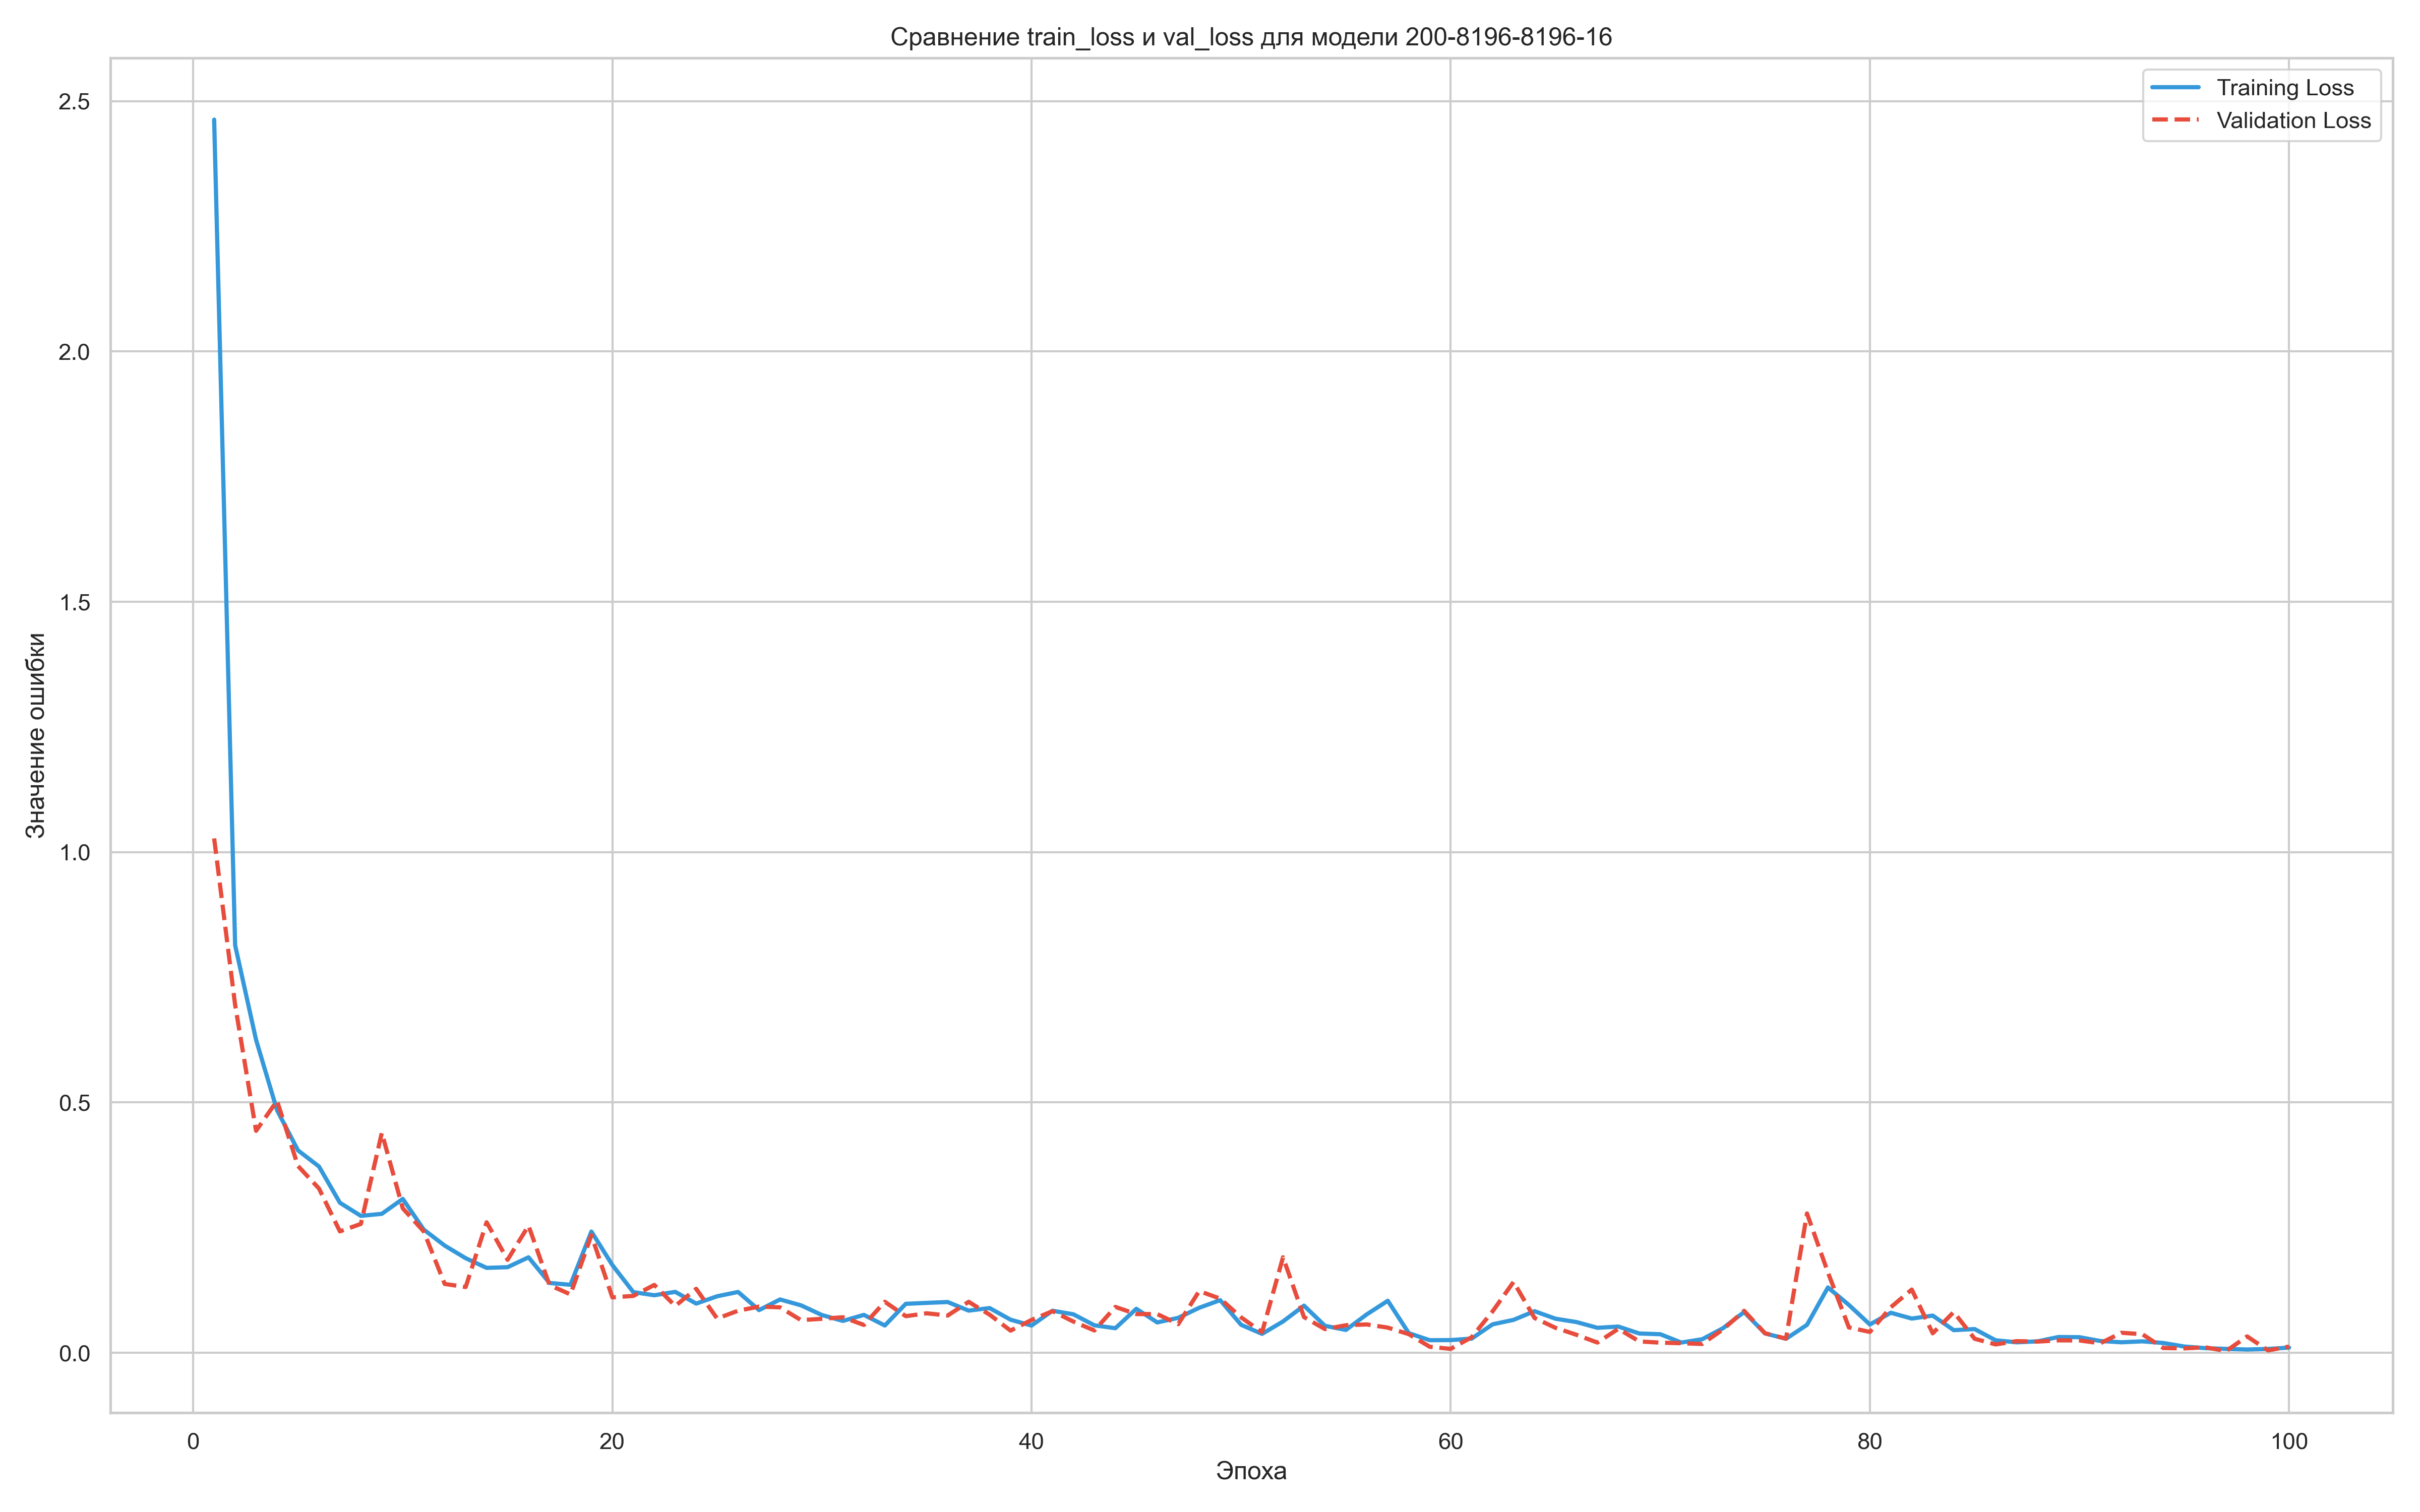 Сравнение train_loss и val_loss для модели 200-8196-8196-16
Training Loss
Validation Loss
2.5
2.0
1.5
1.0
0.5
0.0
Значение ошибки
0 20 40 60 80 100
Эпоха